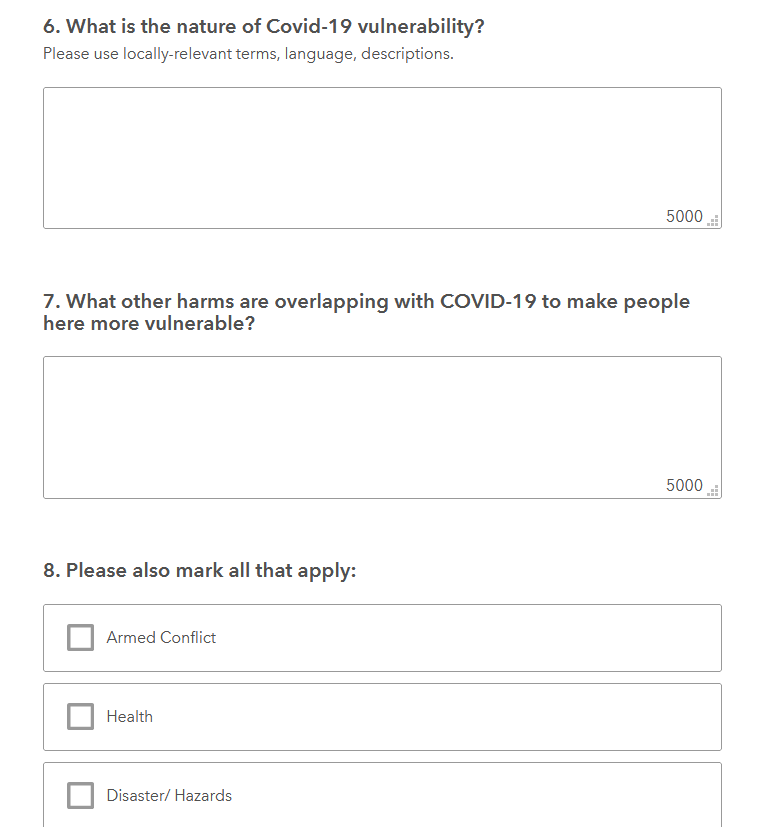 6. What is the nature of Covid-19 vulnerability?
Please use locally-relevant terms, language, descriptions.
5000
7. What other harms are overlapping with COVID-19 to make people
here more vulnerable?
5000
8. Please also mark all that apply:
Armed Conflict
Health
Disaster/ Hazards